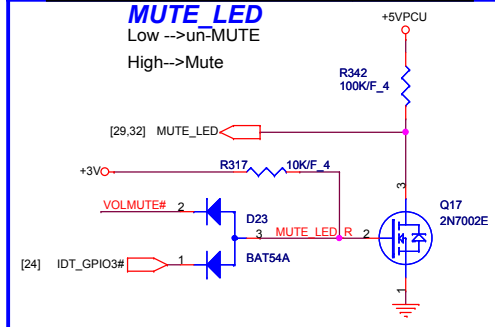 MUTE_LED
Low -->un-MUTE
High-->Mute
+5VPCU
R342
100K/F_4
[29,32] MUTE_LED
R317 10K/F_4
+3V
3
Q17
2N7002E
VOLMUTE# 2
D23
3 MUTE_LED_R 2
BAT54A
[24] IDT_GPIO3# 1
1